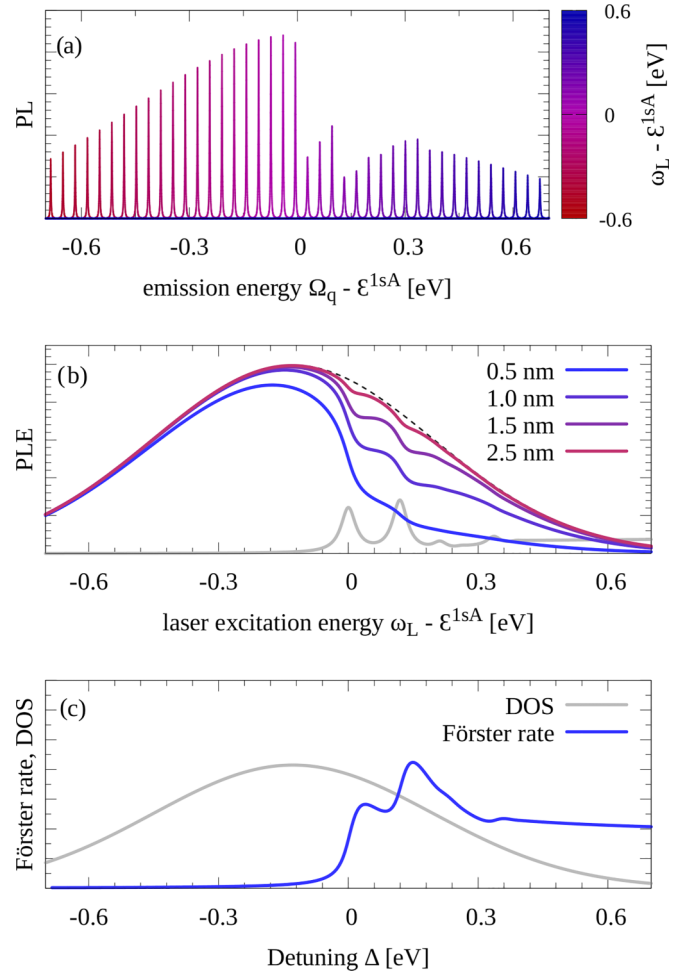 (a)
PL
-0.6 -0.3 0 0.3 0.6
emission energy Ω_q - ℰ^1sA [eV]
0.6
0
-0.6
ω_L - ℰ^1sA [eV]
(b)
PLE
0.5 nm
1.0 nm
1.5 nm
2.5 nm
-0.6 -0.3 0 0.3 0.6
laser excitation energy ω_L - ℰ^1sA [eV]
(c)
Förster rate, DOS
DOS
Förster rate
-0.6 -0.3 0 0.3 0.6
Detuning Δ [eV]